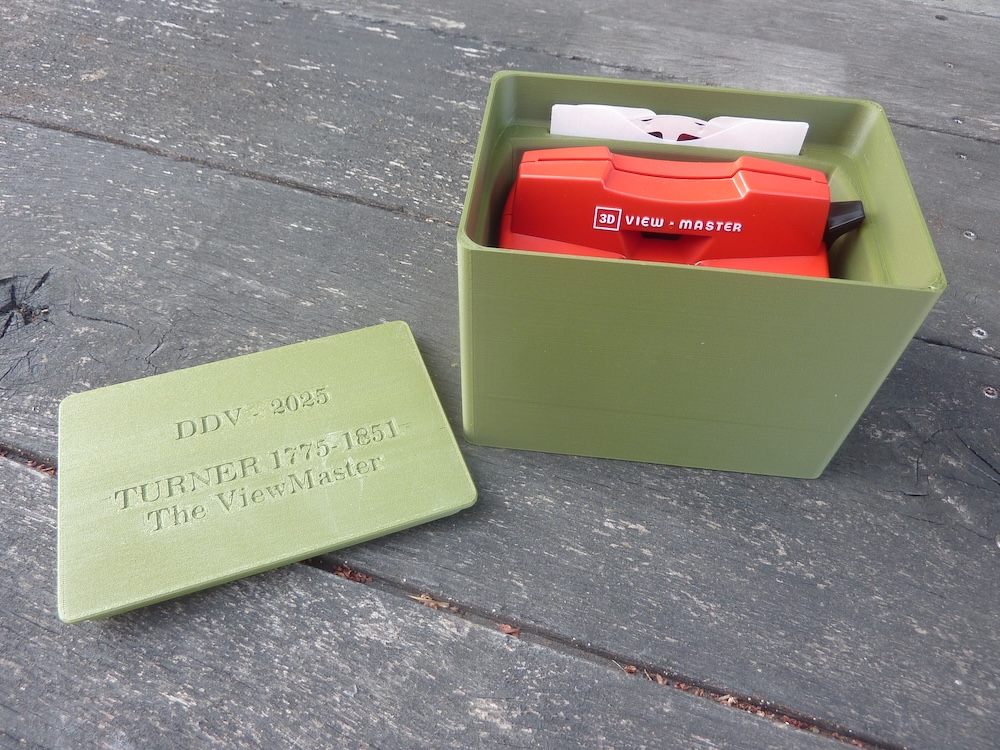 3D VIEW - MASTER
DDV - 2025
TURNER 1775-1851
The ViewMaster